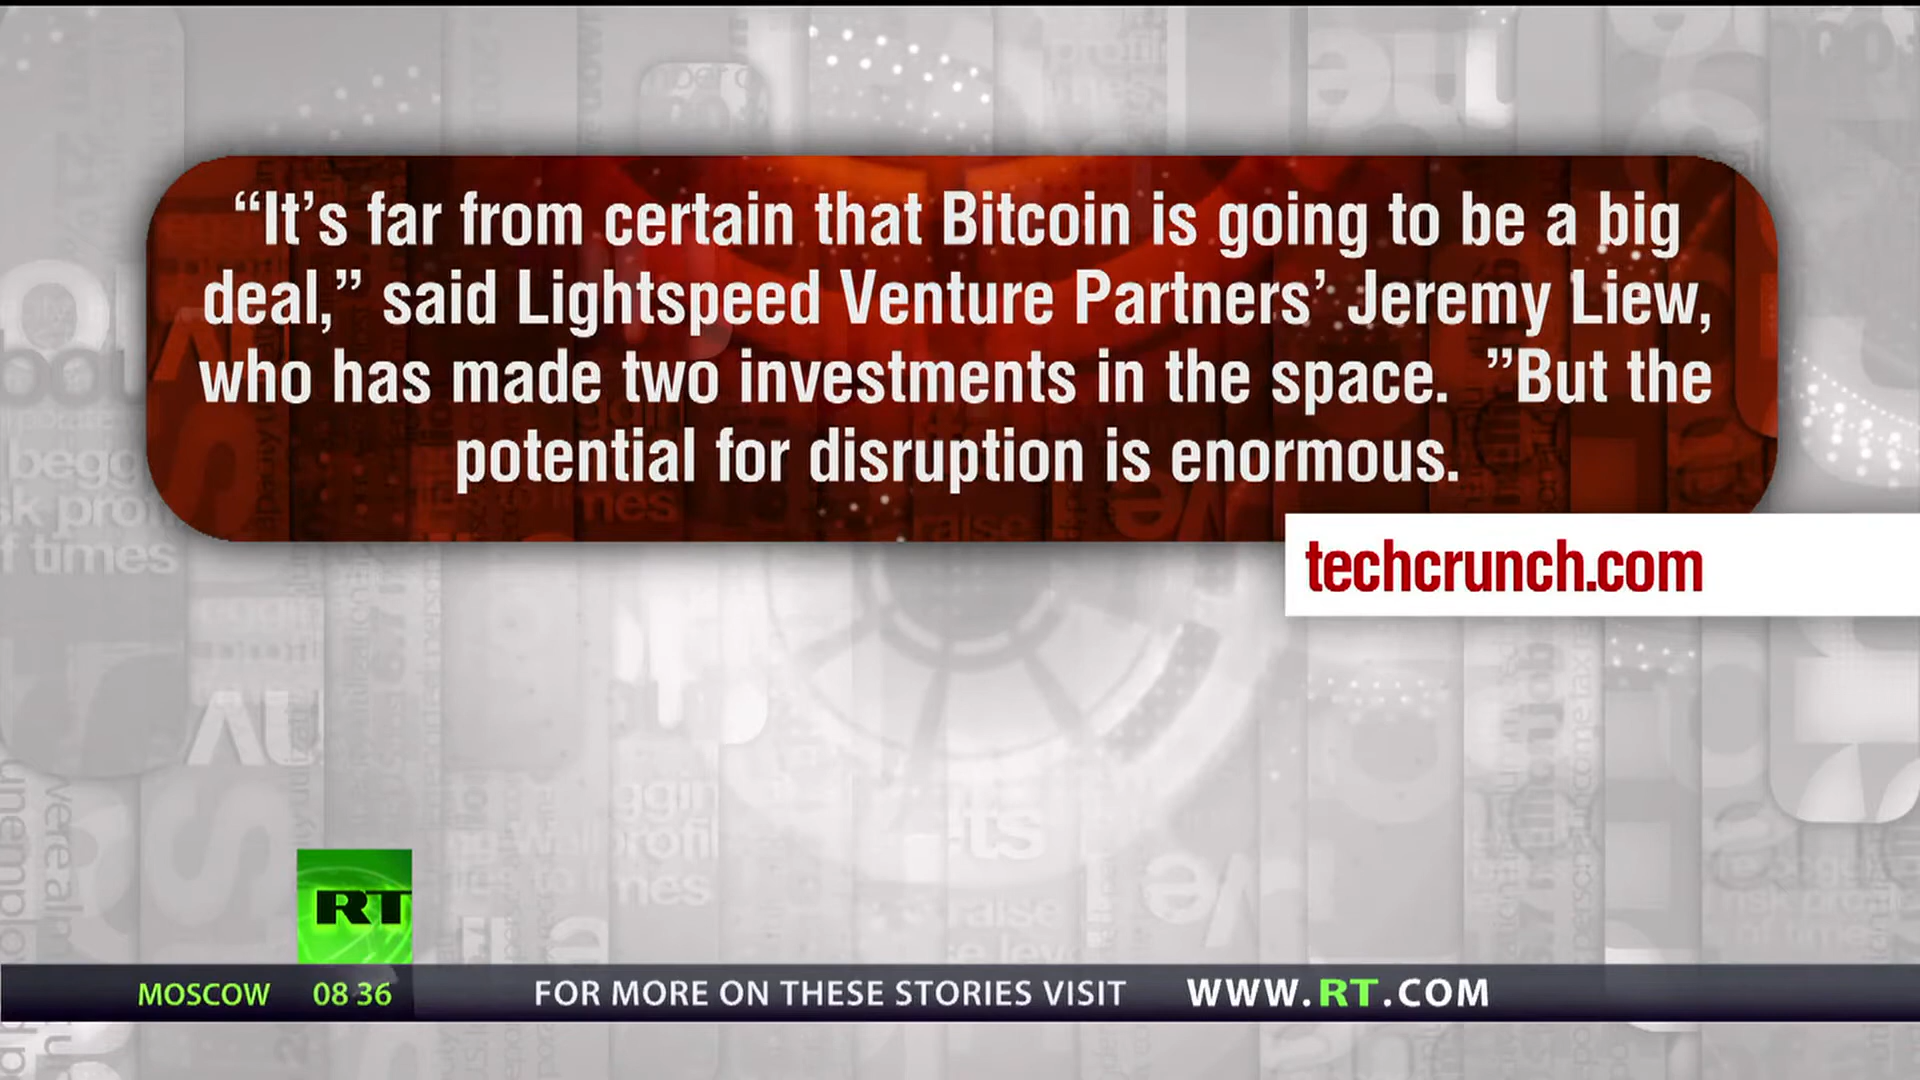 “It’s far from certain that Bitcoin is going to be a big
deal,” said Lightspeed Venture Partners’ Jeremy Liew,
who has made two investments in the space. ”But the
potential for disruption is enormous.
techcrunch.com
RT
MOSCOW 08 36 FOR MORE ON THESE STORIES VISIT WWW.RT.COM